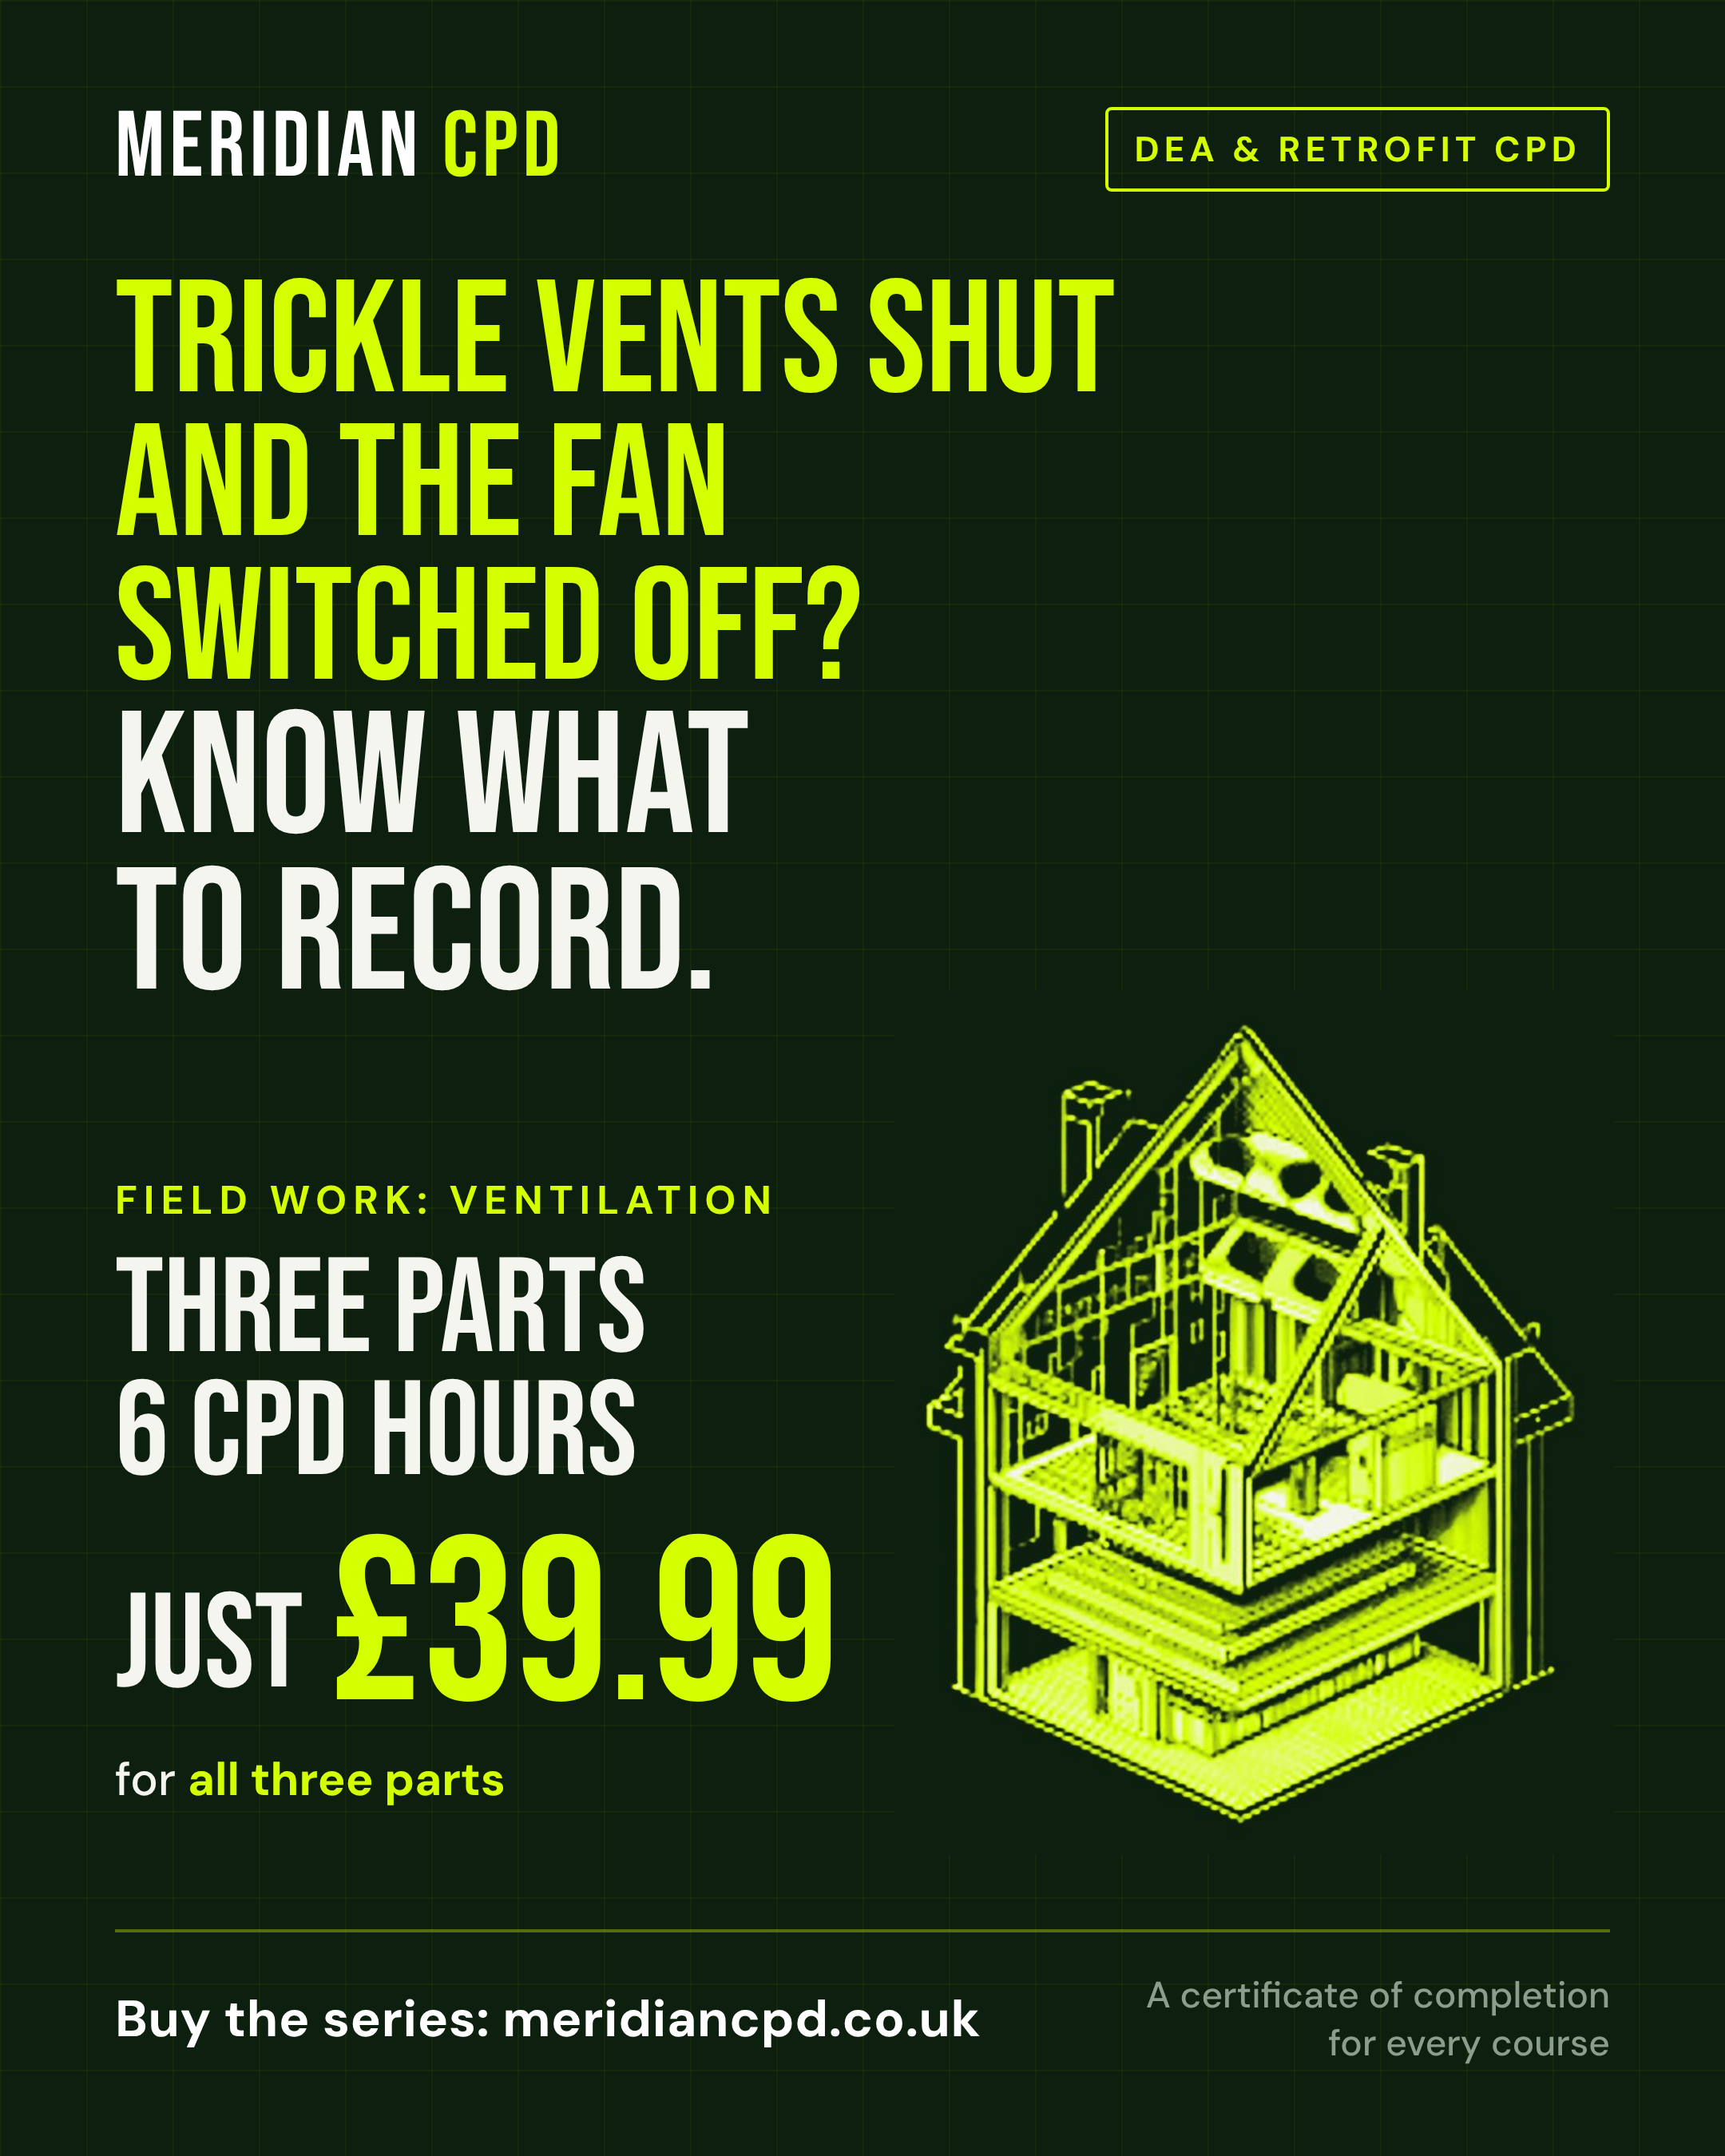 MERIDIAN CPD
DEA & RETROFIT CPD
TRICKLE VENTS SHUT
AND THE FAN
SWITCHED OFF?
KNOW WHAT
TO RECORD.
FIELD WORK: VENTILATION
THREE PARTS
6 CPD HOURS
JUST £39.99
for all three parts
Buy the series: meridiancpd.co.uk
A certificate of completion
for every course